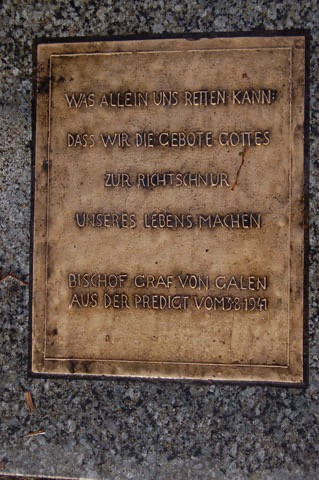 WAS ALLEIN UNS RETTEN KANN:
DASS WIR DIE GEBOTE GOTTES
ZUR RICHTSCHNUR
UNSERES LEBENS MACHEN
BISCHOF GRAF VON GALEN
AUS DER PREDIGT VOM 3·8·1941